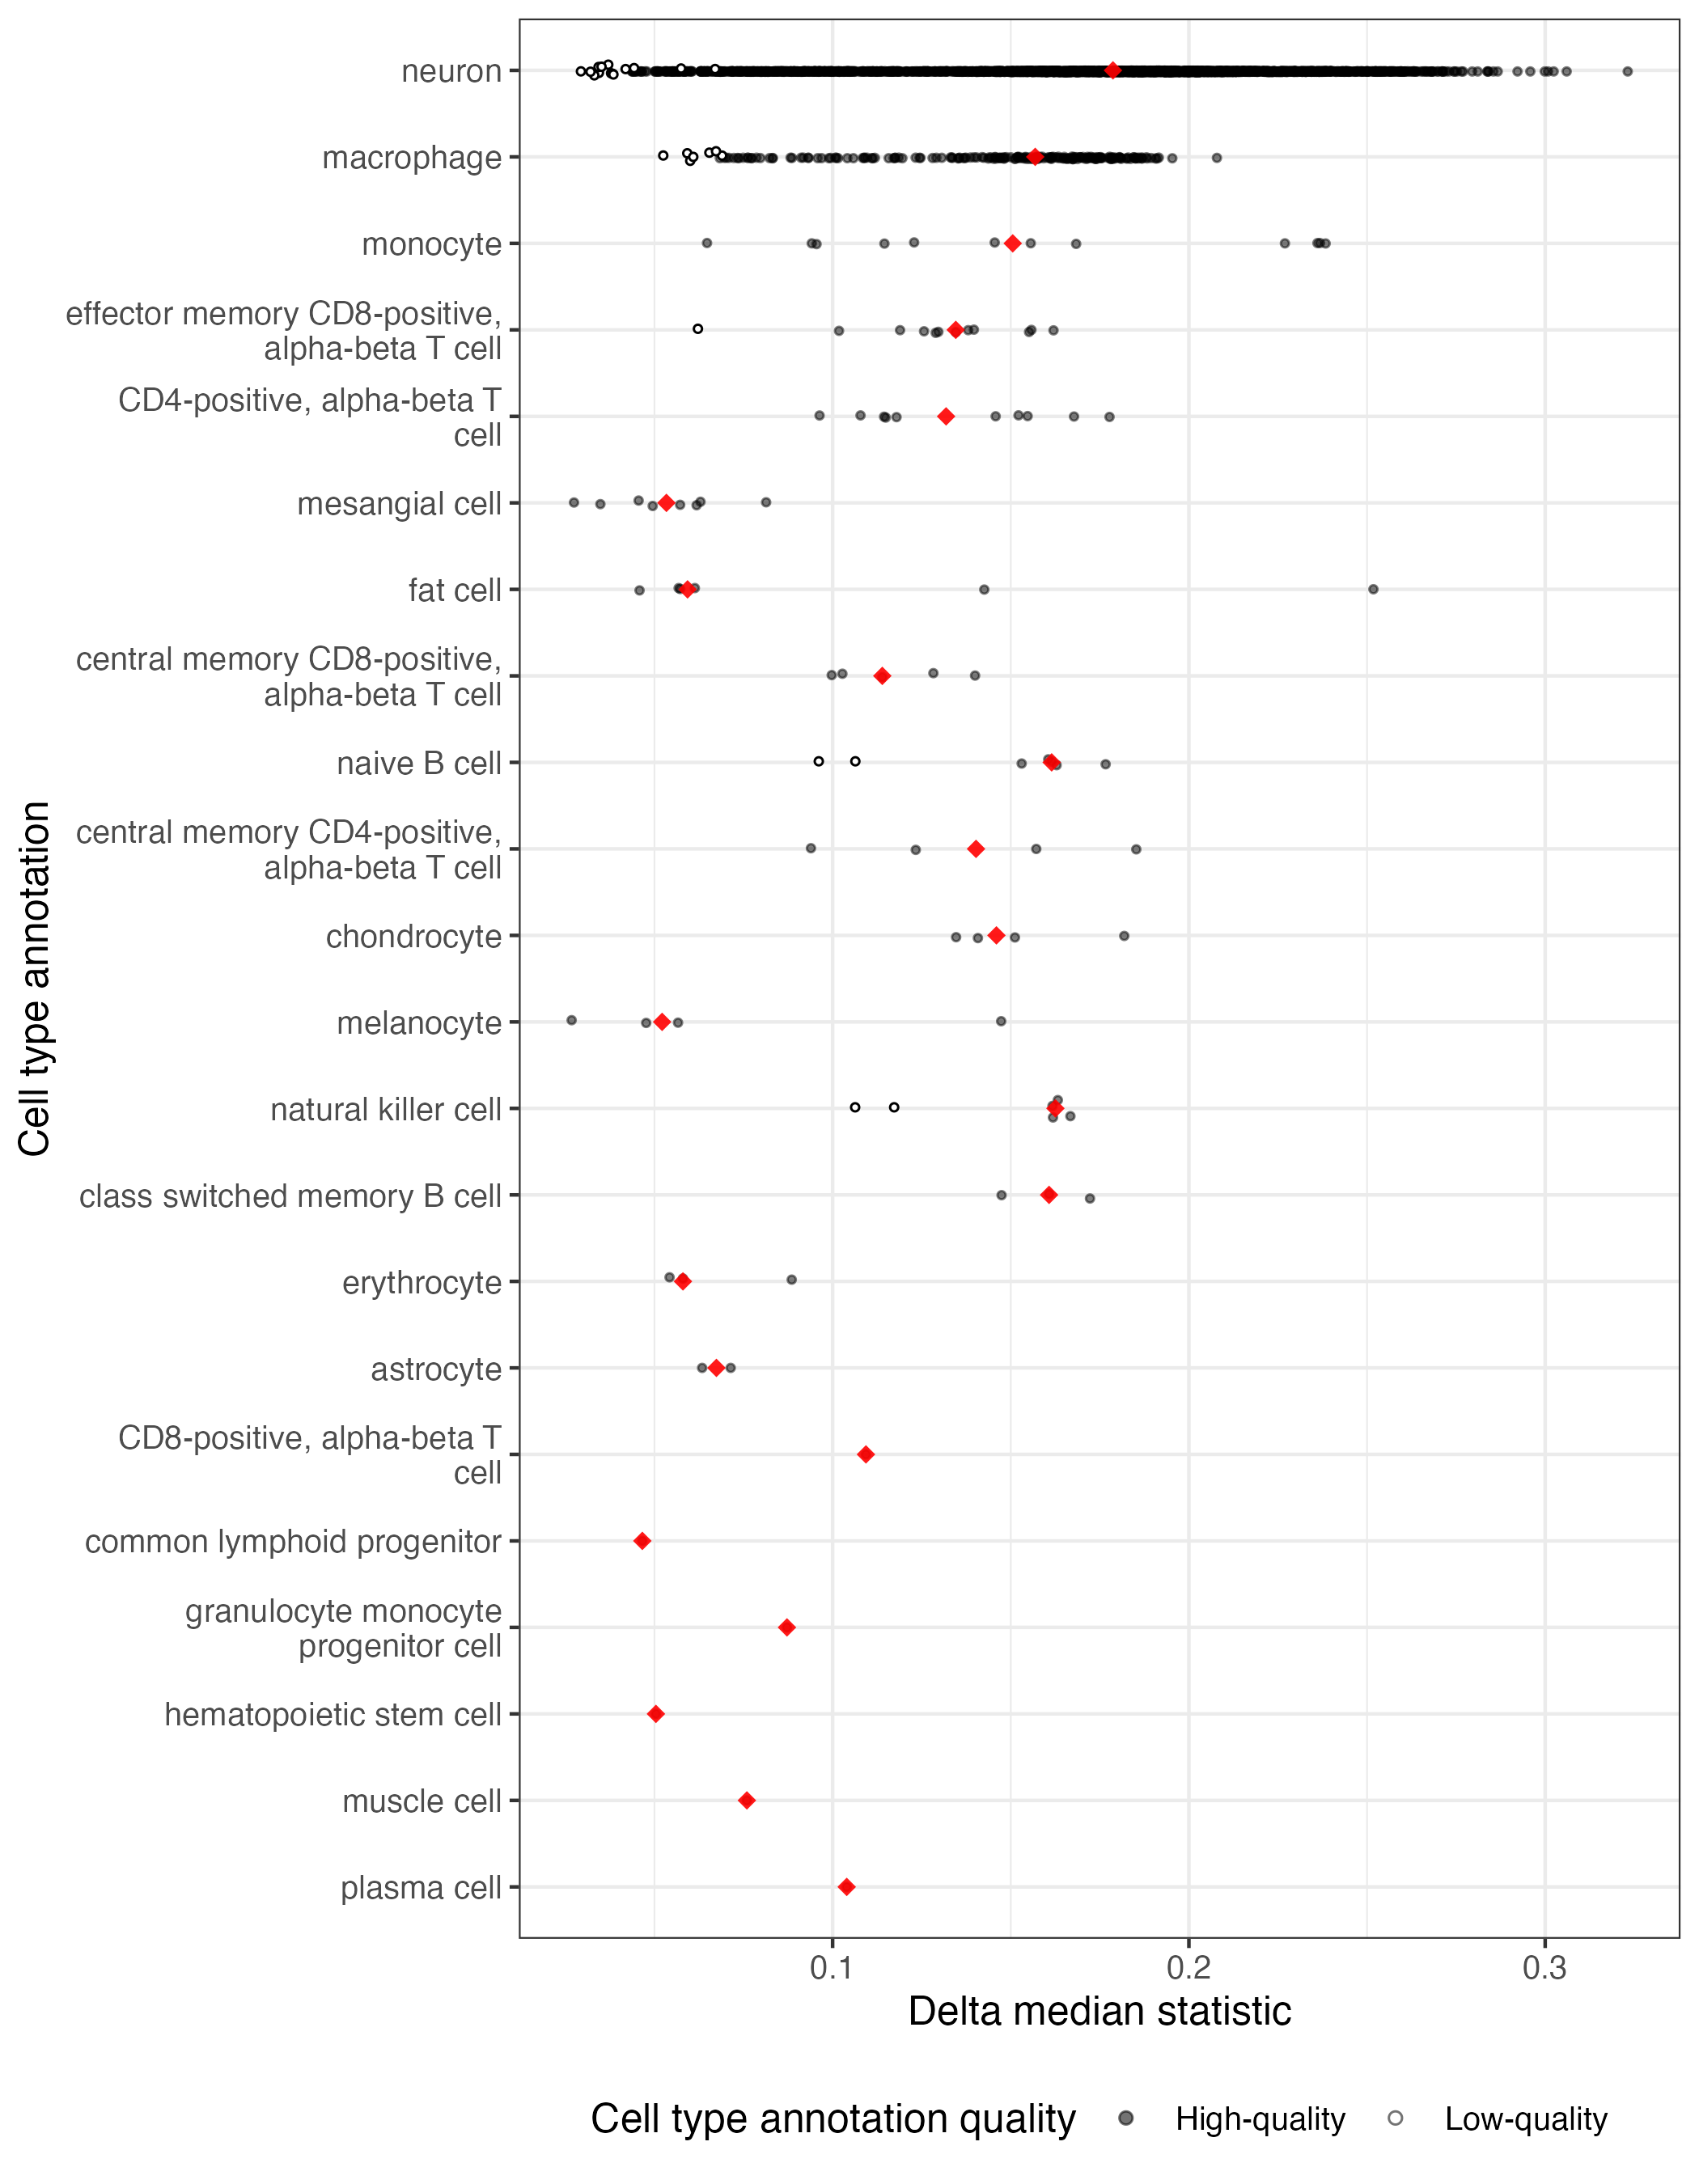 neuron
macrophage
monocyte
effector memory CD8-positive,
alpha-beta T cell
CD4-positive, alpha-beta T
cell
mesangial cell
fat cell
central memory CD8-positive,
alpha-beta T cell
naive B cell
central memory CD4-positive,
alpha-beta T cell
chondrocyte
melanocyte
natural killer cell
class switched memory B cell
erythrocyte
astrocyte
CD8-positive, alpha-beta T
cell
common lymphoid progenitor
granulocyte monocyte
progenitor cell
hematopoietic stem cell
muscle cell
plasma cell
Cell type annotation
0.1 0.2 0.3
Delta median statistic
Cell type annotation quality High-quality Low-quality